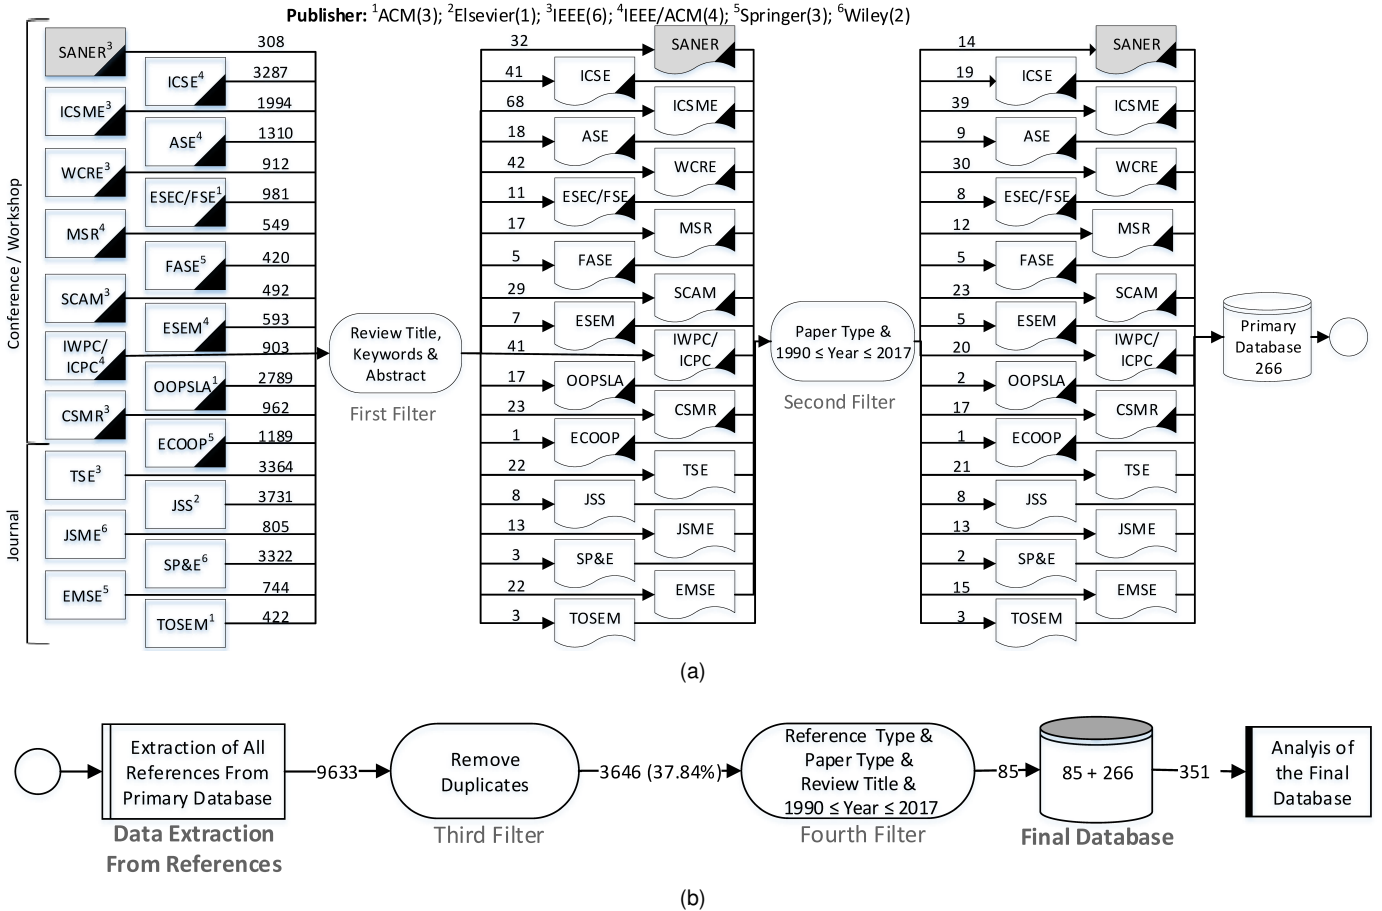 Publisher: 1ACM(3); 2Elsevier(1); 3IEEE(6); 4IEEE/ACM(4); 5Springer(3); 6Wiley(2)
Conference / Workshop
Journal
SANER3 308
ICSE4 3287
ICSME3 1994
ASE4 1310
WCRE3 912
ESEC/FSE1 981
MSR4 549
FASE5 420
SCAM3 492
ESEM4 593
IWPC/
ICPC4 903
OOPSLA1 2789
CSMR3 962
ECOOP5 1189
TSE3 3364
JSS2 3731
JSME6 805
SP&E6 3322
EMSE5 744
TOSEM1 422
Review Title,
Keywords &
Abstract
First Filter
32 SANER
41 ICSE
68 ICSME
18 ASE
42 WCRE
11 ESEC/FSE
17 MSR
5 FASE
29 SCAM
7 ESEM
41 IWPC/
ICPC
17 OOPSLA
23 CSMR
1 ECOOP
22 TSE
8 JSS
13 JSME
3 SP&E
22 EMSE
3 TOSEM
Paper Type &
1990 ≤ Year ≤ 2017
Second Filter
14 SANER
19 ICSE
39 ICSME
9 ASE
30 WCRE
8 ESEC/FSE
12 MSR
5 FASE
23 SCAM
5 ESEM
20 IWPC/
ICPC
2 OOPSLA
17 CSMR
1 ECOOP
21 TSE
8 JSS
13 JSME
2 SP&E
15 EMSE
3 TOSEM
Primary
Database
266
(a)
Extraction of All
References From
Primary Database
Data Extraction
From References
9633
Remove
Duplicates
Third Filter
3646 (37.84%)
Reference Type &
Paper Type &
Review Title &
1990 ≤ Year ≤ 2017
Fourth Filter
85
85 + 266
Final Database
351
Analyis of
the Final
Database
(b)